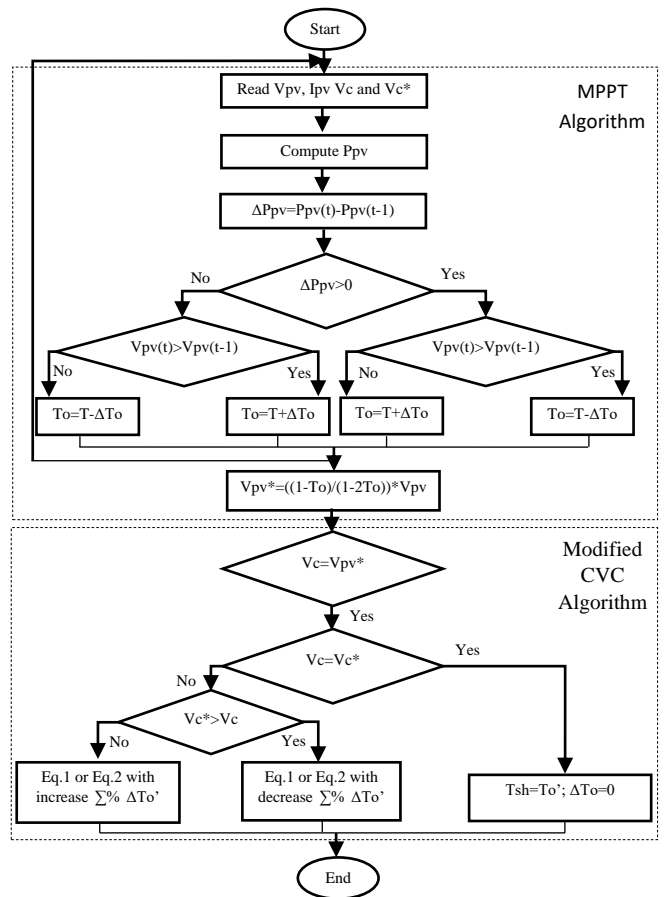 Start
MPPT
Algorithm
Read Vpv, Ipv Vc and Vc*
Compute Ppv
ΔPpv=Ppv(t)-Ppv(t-1)
No
Yes
ΔPpv>0
Vpv(t)>Vpv(t-1)
Vpv(t)>Vpv(t-1)
No
Yes
No
Yes
To=T-ΔTo
To=T+ΔTo
To=T+ΔTo
To=T-ΔTo
Vpv*=((1-To)/(1-2To))*Vpv
Modified
CVC
Algorithm
Vc=Vpv*
Yes
Vc=Vc*
Yes
No
Vc*>Vc
No
Yes
Eq.1 or Eq.2 with
increase ∑% ΔTo’
Eq.1 or Eq.2 with
decrease ∑% ΔTo’
Tsh=To’; ΔTo=0
End